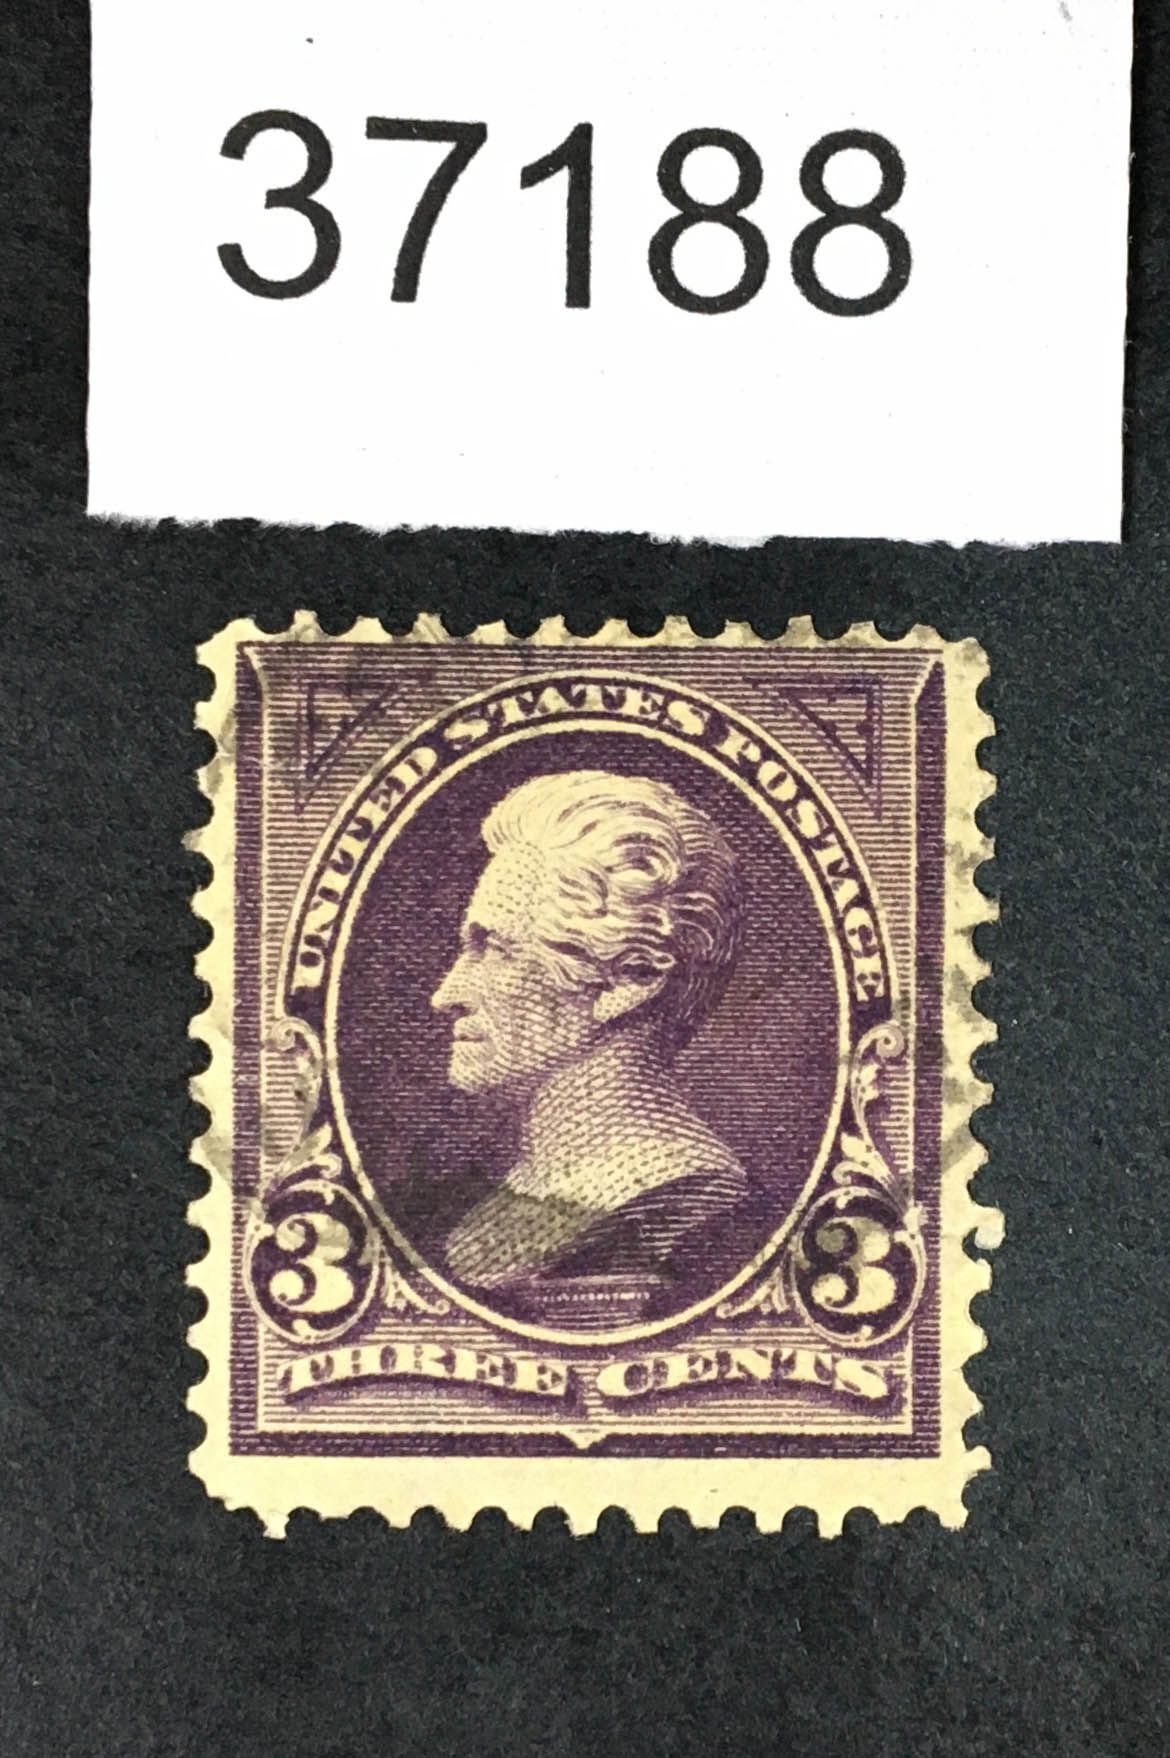 37188
UNITED STATES POSTAGE
3 3
THREE CENTS